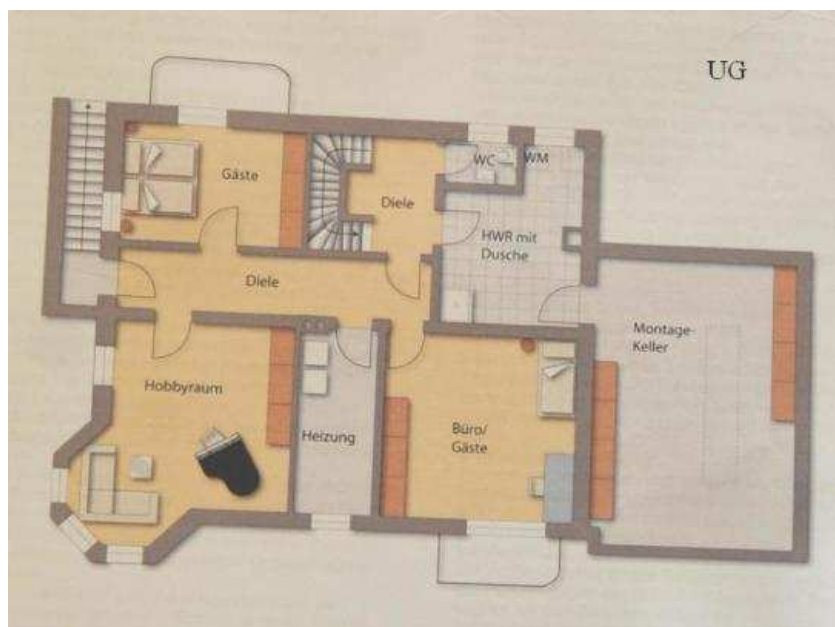 UG
WC
WM
Gäste
Diele
HWR mit
Dusche
Diele
Montage-
Keller
Hobbyraum
Heizung
Büro/
Gäste